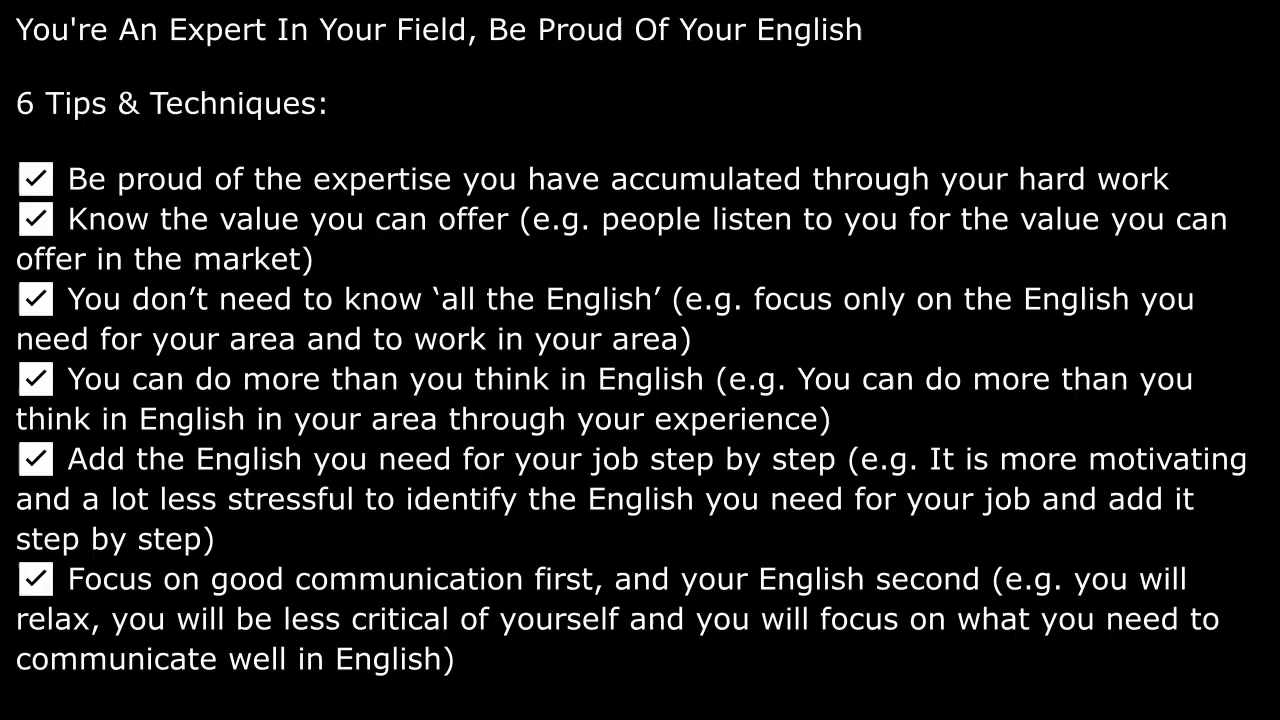 You're An Expert In Your Field, Be Proud Of Your English
6 Tips & Techniques:
✓ Be proud of the expertise you have accumulated through your hard work
✓ Know the value you can offer (e.g. people listen to you for the value you can
offer in the market)
✓ You don’t need to know ‘all the English’ (e.g. focus only on the English you
need for your area and to work in your area)
✓ You can do more than you think in English (e.g. You can do more than you
think in English in your area through your experience)
✓ Add the English you need for your job step by step (e.g. It is more motivating
and a lot less stressful to identify the English you need for your job and add it
step by step)
✓ Focus on good communication first, and your English second (e.g. you will
relax, you will be less critical of yourself and you will focus on what you need to
communicate well in English)